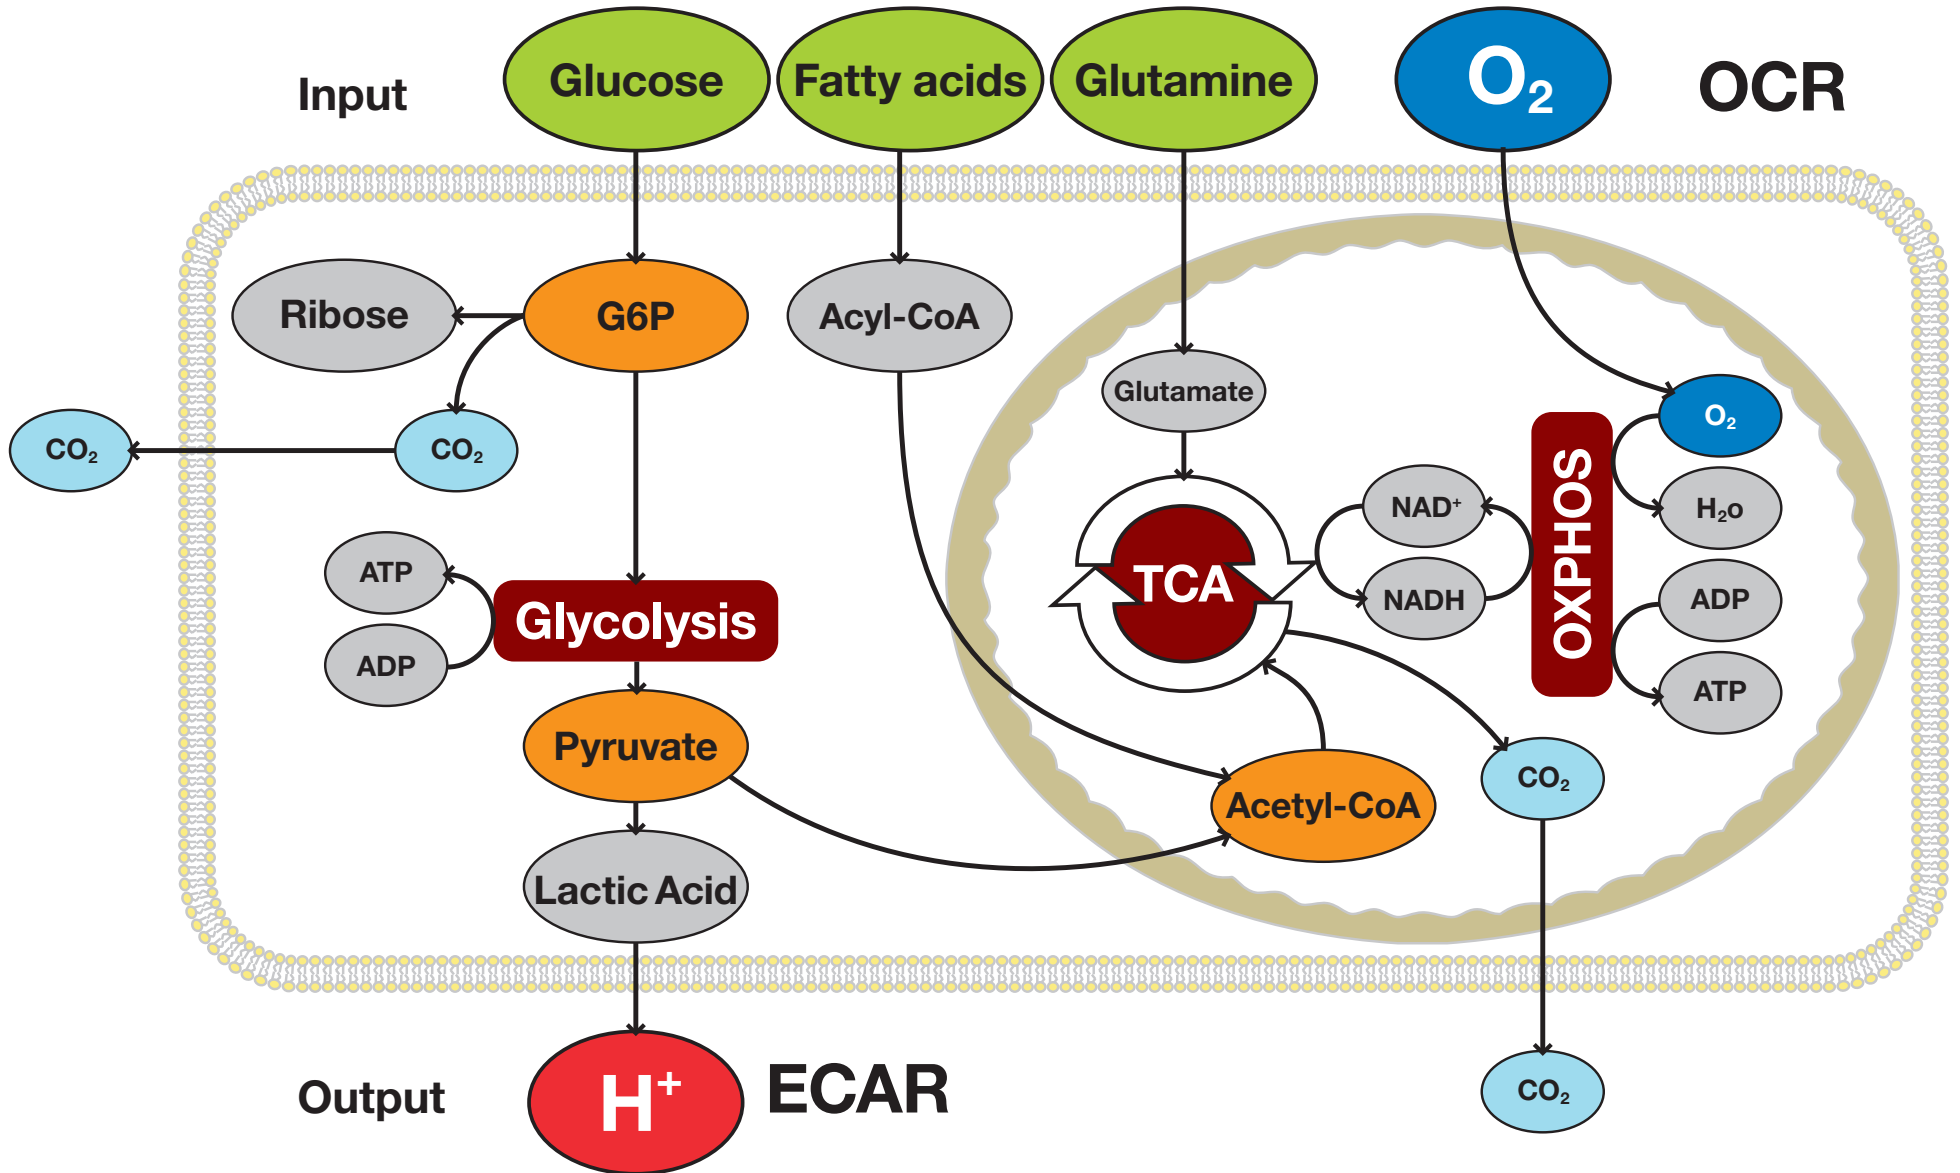 Input
Glucose
Fatty acids
Glutamine
O₂
OCR
Ribose
G6P
Acyl-CoA
Glutamate
O₂
CO₂
CO₂
NAD⁺
H₂o
OXPHOS
ATP
Glycolysis
TCA
NADH
ADP
ADP
ATP
Pyruvate
CO₂
Acetyl-CoA
Lactic Acid
Output
H⁺
ECAR
CO₂